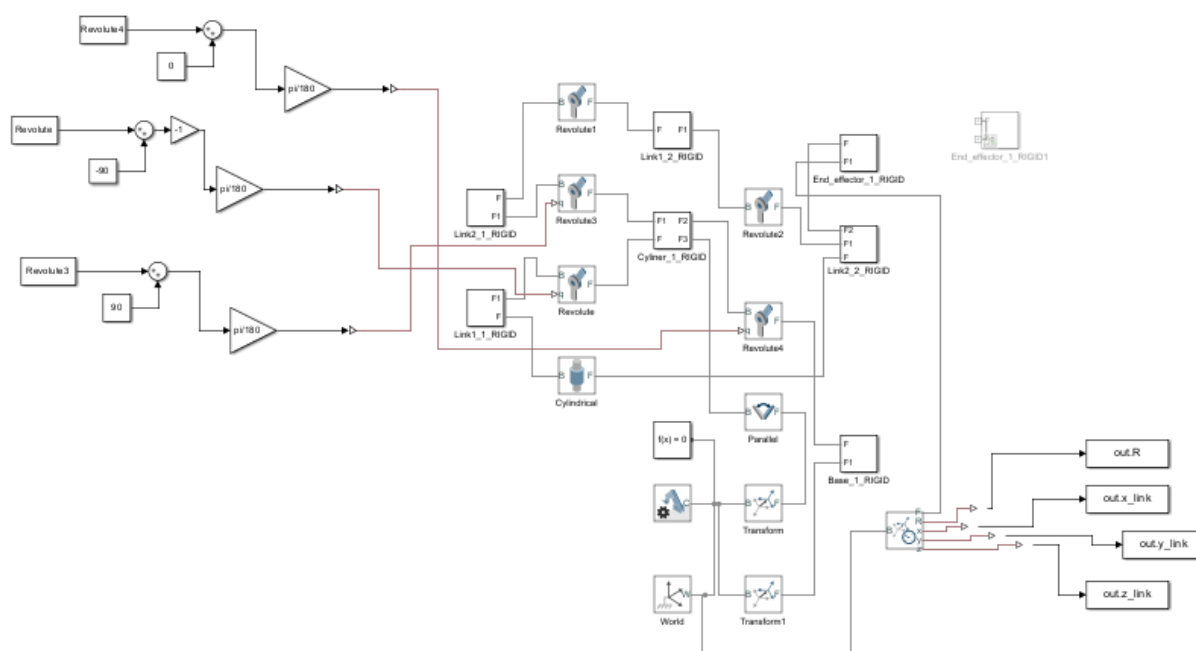 Revolute4
0
pi/180
Revolute
-90
-1
pi/180
Revolute3
90
pi/180
B
F
Revolute1
F
F1
Link1_2_RIGID
F
F1
End_effector_1_RIGID
End_effector_1_RIGID1
F
F1
Link2_1_RIGID
B
q
F
Revolute3
F1
F
F2
F3
Cyliner_1_RIGID
B
F
Revolute2
F2
F1
F
Link2_2_RIGID
F1
F
Link1_1_RIGID
B
q
F
Revolute
B
q
F
Revolute4
B
F
Cylindrical
B
F
Parallel
f(x) = 0
F
F1
Base_1_RIGID
C
B
F
Transform
W
World
B
F
Transform1
B
F
R
x
y
z
out.R
out.x_link
out.y_link
out.z_link